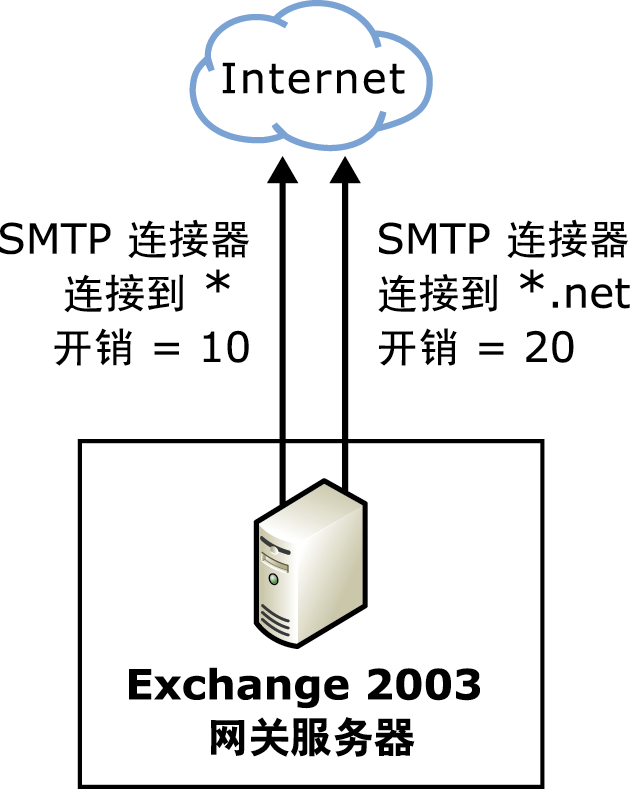 Internet
SMTP 连接器
连接到 *
开销 = 10
SMTP 连接器
连接到 *.net
开销 = 20
Exchange 2003
网关服务器